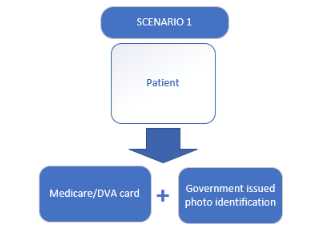 SCENARIO 1
Patient
Medicare/DVA card
+
Government issued
photo identification